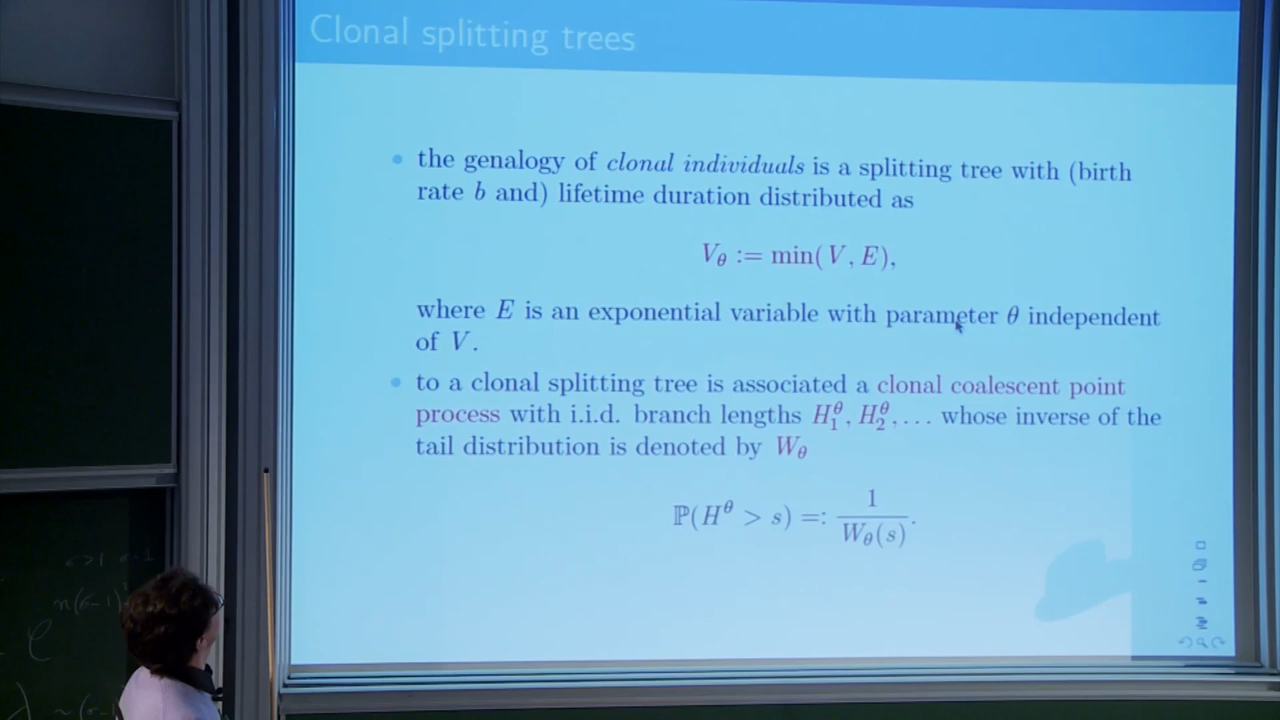 Clonal splitting trees
• the genalogy of clonal individuals is a splitting tree with (birth
rate b and) lifetime duration distributed as
V_θ := min(V, E),
where E is an exponential variable with parameter θ independent
of V.
• to a clonal splitting tree is associated a clonal coalescent point
process with i.i.d. branch lengths H_1^θ, H_2^θ, … whose inverse of the
tail distribution is denoted by W_θ
ℙ(H^θ > s) =: 1 / W_θ(s).